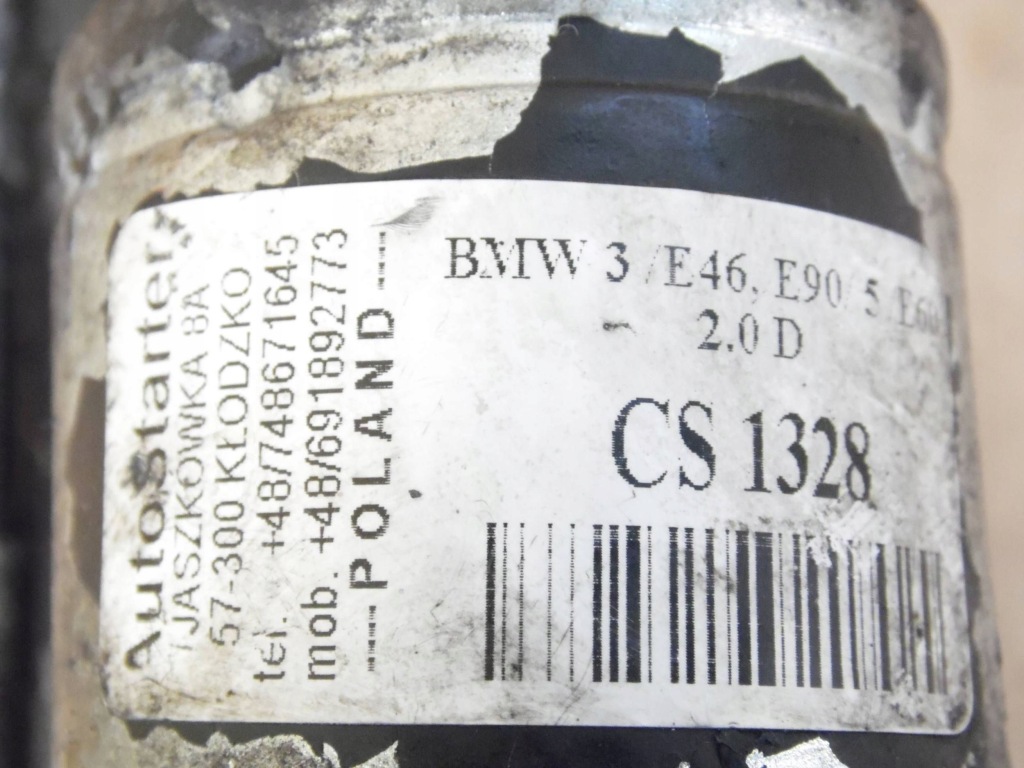 AutoStarter
JASZKOWKA 8A
57-300 KŁODZKO
tel. +48/748671645
mob. +48/691892773
---- POLAND ----
BMW 3 /E46, E90/ 5 /E60/
2.0 D
CS 1328